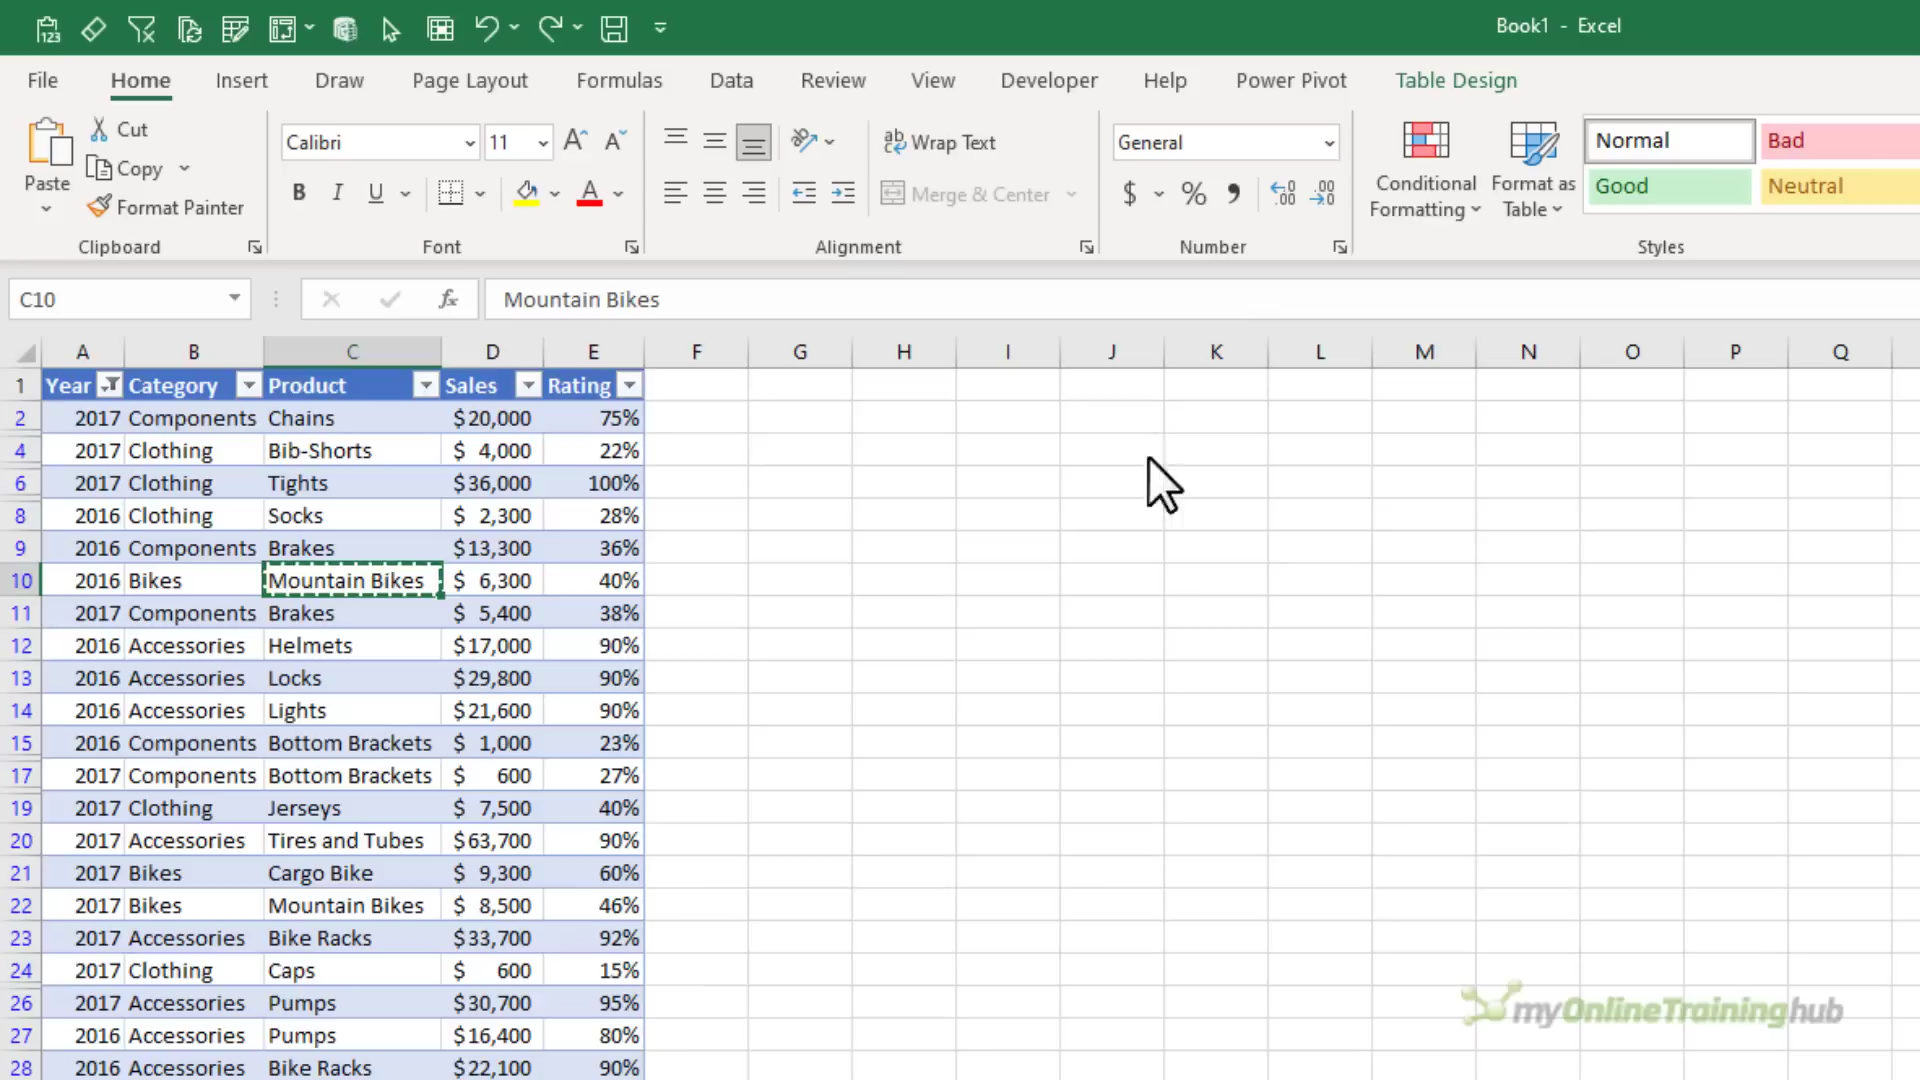 123
Book1 - Excel
File Home Insert Draw Page Layout Formulas Data Review View Developer Help Power Pivot Table Design
Paste
Cut
Copy
Format Painter
Clipboard
Calibri 11
B I U
Font
Wrap Text
Merge & Center
Alignment
General
$ %
Number
Conditional Formatting
Format as Table
Normal Bad
Good Neutral
Styles
C10 fx Mountain Bikes
A B C D E F G H I J K L M N O P Q
1 Year Category Product Sales Rating
2 2017 Components Chains $20,000 75%
4 2017 Clothing Bib-Shorts $ 4,000 22%
6 2017 Clothing Tights $36,000 100%
8 2016 Clothing Socks $ 2,300 28%
9 2016 Components Brakes $13,300 36%
10 2016 Bikes Mountain Bikes $ 6,300 40%
11 2017 Components Brakes $ 5,400 38%
12 2016 Accessories Helmets $17,000 90%
13 2016 Accessories Locks $29,800 90%
14 2016 Accessories Lights $21,600 90%
15 2016 Components Bottom Brackets $ 1,000 23%
17 2017 Components Bottom Brackets $ 600 27%
19 2017 Clothing Jerseys $ 7,500 40%
20 2017 Accessories Tires and Tubes $63,700 90%
21 2017 Bikes Cargo Bike $ 9,300 60%
22 2017 Bikes Mountain Bikes $ 8,500 46%
23 2017 Accessories Bike Racks $33,700 92%
24 2017 Clothing Caps $ 600 15%
26 2017 Accessories Pumps $30,700 95%
27 2016 Accessories Pumps $16,400 80%
28 2016 Accessories Bike Racks $22,100 90%
myOnlineTraininghub